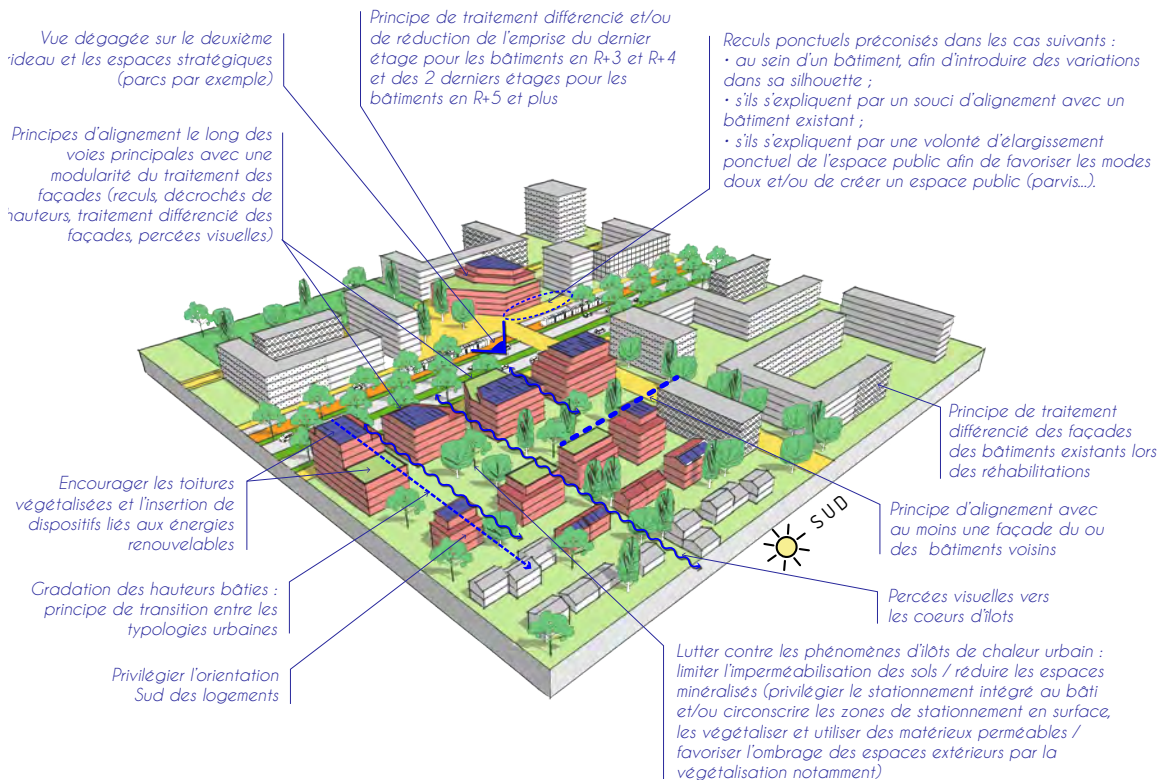 Vue dégagée sur le deuxième
rideau et les espaces stratégiques
(parcs par exemple)
Principe de traitement différencié et/ou
de réduction de l'emprise du dernier
étage pour les bâtiments en R+3 et R+4
et des 2 derniers étages pour les
bâtiments en R+5 et plus
Reculs ponctuels préconisés dans les cas suivants :
• au sein d'un bâtiment, afin d'introduire des variations
dans sa silhouette ;
• s'ils s'expliquent par un souci d'alignement avec un
bâtiment existant ;
• s'ils s'expliquent par une volonté d'élargissement
ponctuel de l'espace public afin de favoriser les modes
doux et/ou de créer un espace public (parvis...).
Principes d'alignement le long des
voies principales avec une
modularité du traitement des
façades (reculs, décrochés de
hauteurs, traitement différencié des
façades, percées visuelles)
Encourager les toitures
végétalisées et l'insertion de
dispositifs liés aux énergies
renouvelables
Gradation des hauteurs bâties :
principe de transition entre les
typologies urbaines
Privilégier l'orientation
Sud des logements
SUD
Principe de traitement
différencié des façades
des bâtiments existants lors
des réhabilitations
Principe d'alignement avec
au moins une façade du ou
des bâtiments voisins
Percées visuelles vers
les coeurs d'îlots
Lutter contre les phénomènes d'ilôts de chaleur urbain :
limiter l'imperméabilisation des sols / réduire les espaces
minéralisés (privilégier le stationnement intégré au bâti
et/ou circonscrire les zones de stationnement en surface,
les végétaliser et utiliser des matérieux perméables /
favoriser l'ombrage des espaces extérieurs par la
végétalisation notamment)